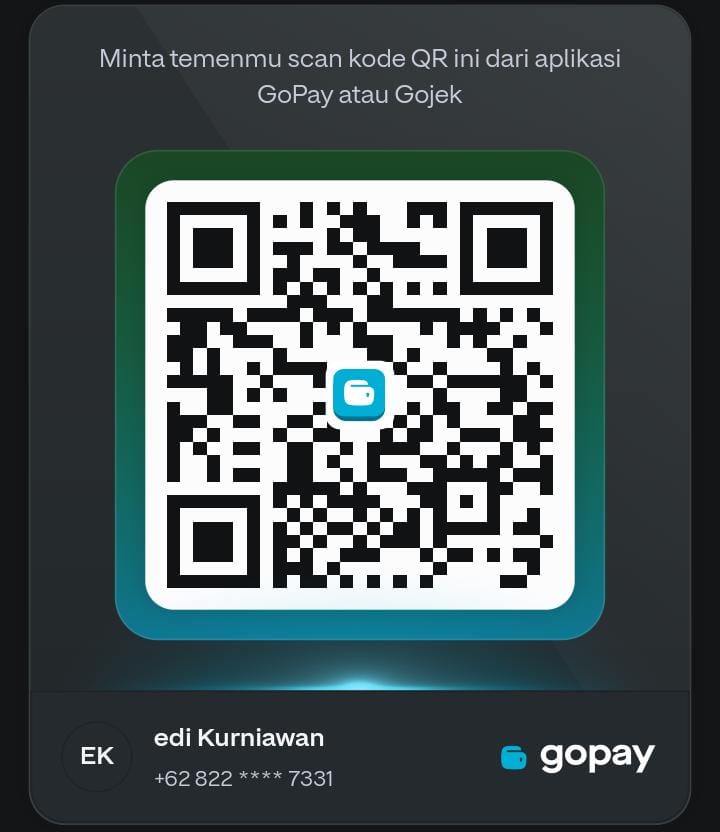 Minta temenmu scan kode QR ini dari aplikasi
GoPay atau Gojek
EK
edi Kurniawan
+62 822 **** 7331
gopay